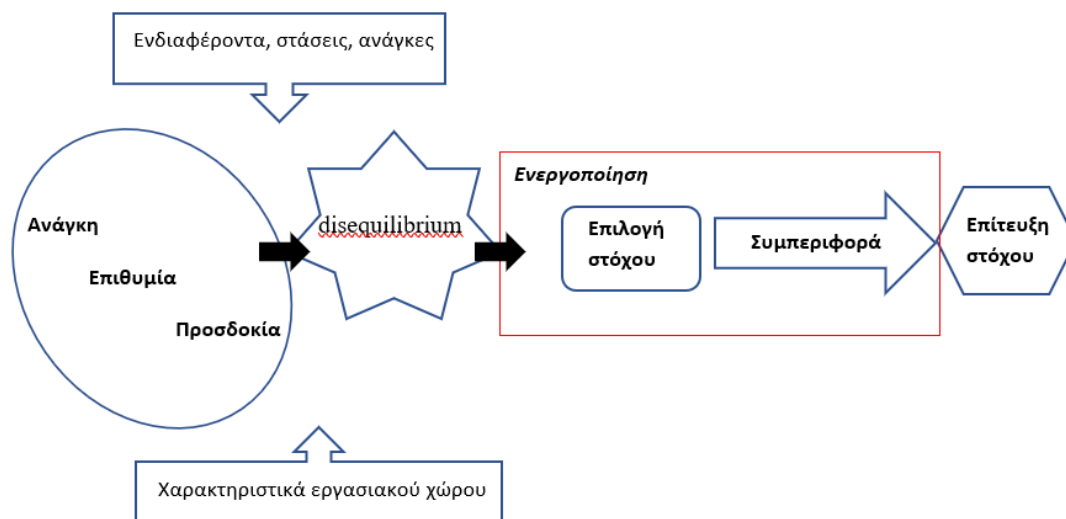 Ενδιαφέροντα, στάσεις, ανάγκες
Ανάγκη
Επιθυμία
Προσδοκία
disequilibrium
Ενεργοποίηση
Επιλογή
στόχου
Συμπεριφορά
Επίτευξη
στόχου
Χαρακτηριστικά εργασιακού χώρου